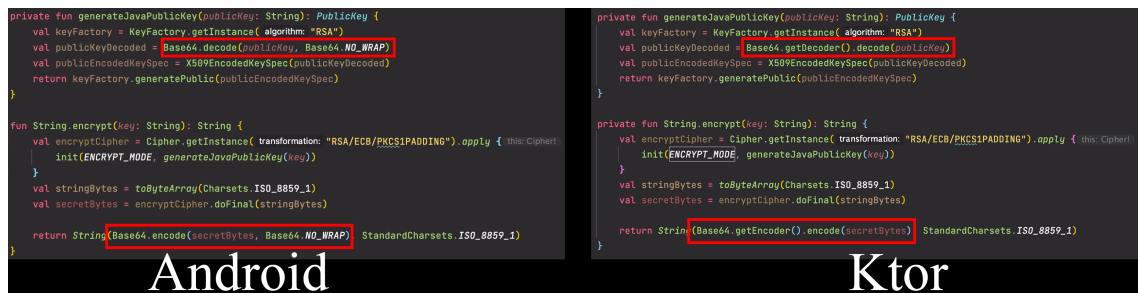 private fun generateJavaPublicKey(publicKey: String): PublicKey {
val keyFactory = KeyFactory.getInstance( algorithm: "RSA")
val publicKeyDecoded = Base64.decode(publicKey, Base64.NO_WRAP)
val publicEncodedKeySpec = X509EncodedKeySpec(publicKeyDecoded)
return keyFactory.generatePublic(publicEncodedKeySpec)
}
fun String.encrypt(key: String): String {
val encryptCipher = Cipher.getInstance( transformation: "RSA/ECB/PKCS1PADDING").apply { this: Cipher!
init(ENCRYPT_MODE, generateJavaPublicKey(key))
}
val stringBytes = toByteArray(Charsets.ISO_8859_1)
val secretBytes = encryptCipher.doFinal(stringBytes)
return String(Base64.encode(secretBytes, Base64.NO_WRAP) StandardCharsets.ISO_8859_1)
}
Android
private fun generateJavaPublicKey(publicKey: String): PublicKey {
val keyFactory = KeyFactory.getInstance( algorithm: "RSA")
val publicKeyDecoded = Base64.getDecoder().decode(publicKey)
val publicEncodedKeySpec = X509EncodedKeySpec(publicKeyDecoded)
return keyFactory.generatePublic(publicEncodedKeySpec)
}
private fun String.encrypt(key: String): String {
val encryptCipher = Cipher.getInstance( transformation: "RSA/ECB/PKCS1PADDING").apply { this: Cipher!
init(ENCRYPT_MODE, generateJavaPublicKey(key))
}
val stringBytes = toByteArray(Charsets.ISO_8859_1)
val secretBytes = encryptCipher.doFinal(stringBytes)
return String(Base64.getEncoder().encode(secretBytes) StandardCharsets.ISO_8859_1)
}
Ktor